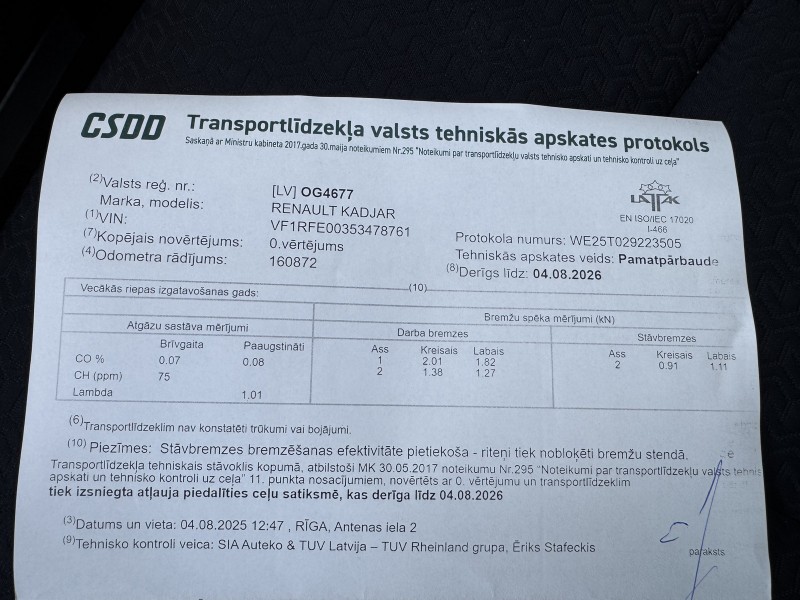 CSDD Transportlīdzekļa valsts tehniskās apskates protokols
Saskaņā ar Ministru kabineta 2017.gada 30.maija noteikumiem Nr.295 "Noteikumi par transportlīdzekļu valsts tehnisko apskati un tehnisko kontroli uz ceļa"
(2)Valsts reģ. nr.: [LV] OG4677
Marka, modelis: RENAULT KADJAR
(1)VIN: VF1RFE00353478761
(7)Kopējais novērtējums: 0.vērtējums
(4)Odometra rādījums: 160872
LATAK
EN ISO/IEC 17020
I-466
Protokola numurs: WE25T029223505
Tehniskās apskates veids: Pamatpārbaude
(8)Derīgs līdz: 04.08.2026
Vecākās riepas izgatavošanas gads: (10)
Bremžu spēka mērījumi (kN)
Atgāzu sastāva mērījumi Darba bremzes Stāvbremzes
Brīvgaita Paaugstināti Ass Kreisais Labais Ass Kreisais Labais
CO % 0.07 0.08 1 2.01 1.82 2 0.91 1.11
CH (ppm) 75 2 1.38 1.27
Lambda 1.01
(6)Transportlīdzeklim nav konstatēti trūkumi vai bojājumi.
(10) Piezīmes: Stāvbremzes bremzēšanas efektivitāte pietiekoša - riteņi tiek nobloķēti bremžu stendā.
Transportlīdzekļa tehniskais stāvoklis kopumā, atbilstoši MK 30.05.2017 noteikumu Nr.295 "Noteikumi par transportlīdzekļu valsts tehnis
apskati un tehnisko kontroli uz ceļa" 11. punkta nosacījumiem, novērtēts ar 0. vērtējumu un transportlīdzeklim
tiek izsniegta atļauja piedalīties ceļu satiksmē, kas derīga līdz 04.08.2026
(3)Datums un vieta: 04.08.2025 12:47 , RĪGA, Antenas iela 2
(9)Tehnisko kontroli veica: SIA Auteko & TUV Latvija – TUV Rheinland grupa, Ēriks Stafeckis
paraksts